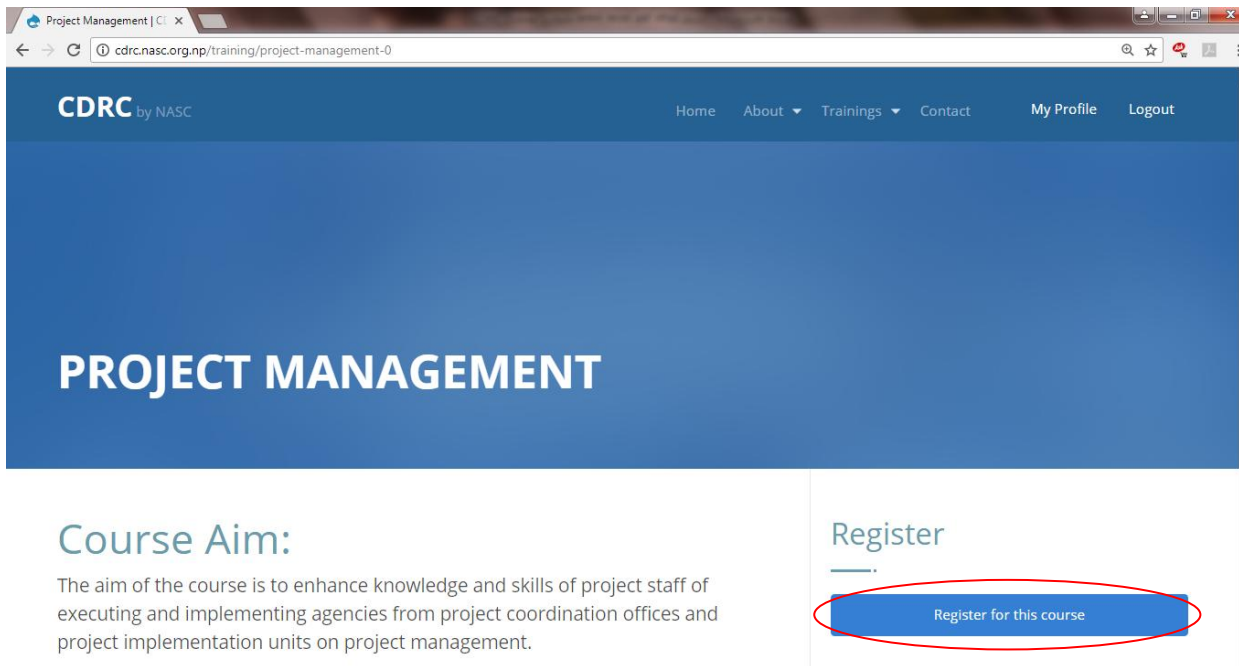 Project Management | C
cdrc.nasc.org.np/training/project-management-0
CDRC by NASC
Home About Trainings Contact My Profile Logout
PROJECT MANAGEMENT
Course Aim:
The aim of the course is to enhance knowledge and skills of project staff of
executing and implementing agencies from project coordination offices and
project implementation units on project management.
Register
Register for this course